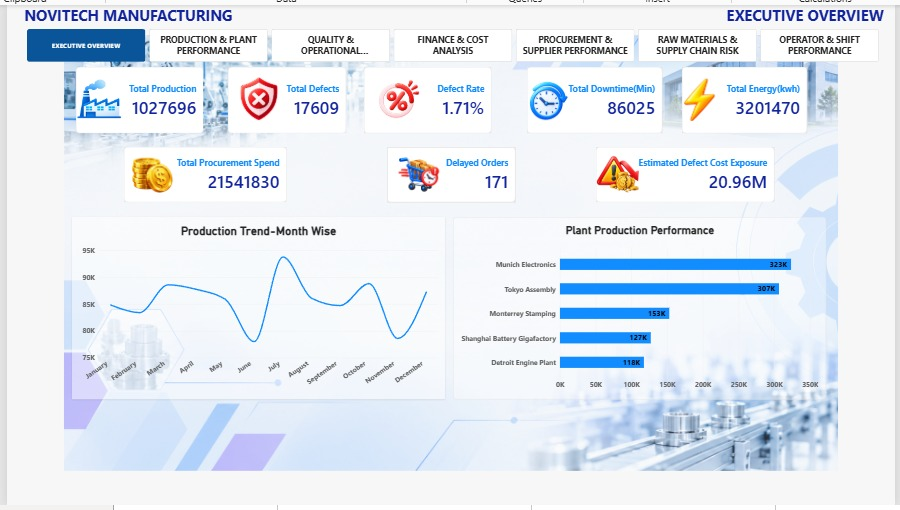 Clipboard
Data
Queries
Insert
Calculations
NOVITECH MANUFACTURING
EXECUTIVE OVERVIEW
EXECUTIVE OVERVIEW
PRODUCTION & PLANT
PERFORMANCE
QUALITY &
OPERATIONAL...
FINANCE & COST
ANALYSIS
PROCUREMENT &
SUPPLIER PERFORMANCE
RAW MATERIALS &
SUPPLY CHAIN RISK
OPERATOR & SHIFT
PERFORMANCE
Total Production
1027696
Total Defects
17609
Defect Rate
1.71%
Total Downtime(Min)
86025
Total Energy(kwh)
3201470
Total Procurement Spend
21541830
Delayed Orders
171
Estimated Defect Cost Exposure
20.96M
Production Trend-Month Wise
95K
90K
85K
80K
75K
January
February
March
April
May
June
July
August
September
October
November
December
Plant Production Performance
Munich Electronics
323K
Tokyo Assembly
307K
Monterrey Stamping
153K
Shanghai Battery Gigafactory
127K
Detroit Engine Plant
118K
0K
50K
100K
150K
200K
250K
300K
350K